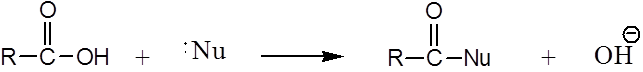 O O
R–C–OH + :Nu → R–C–Nu + OH⊖